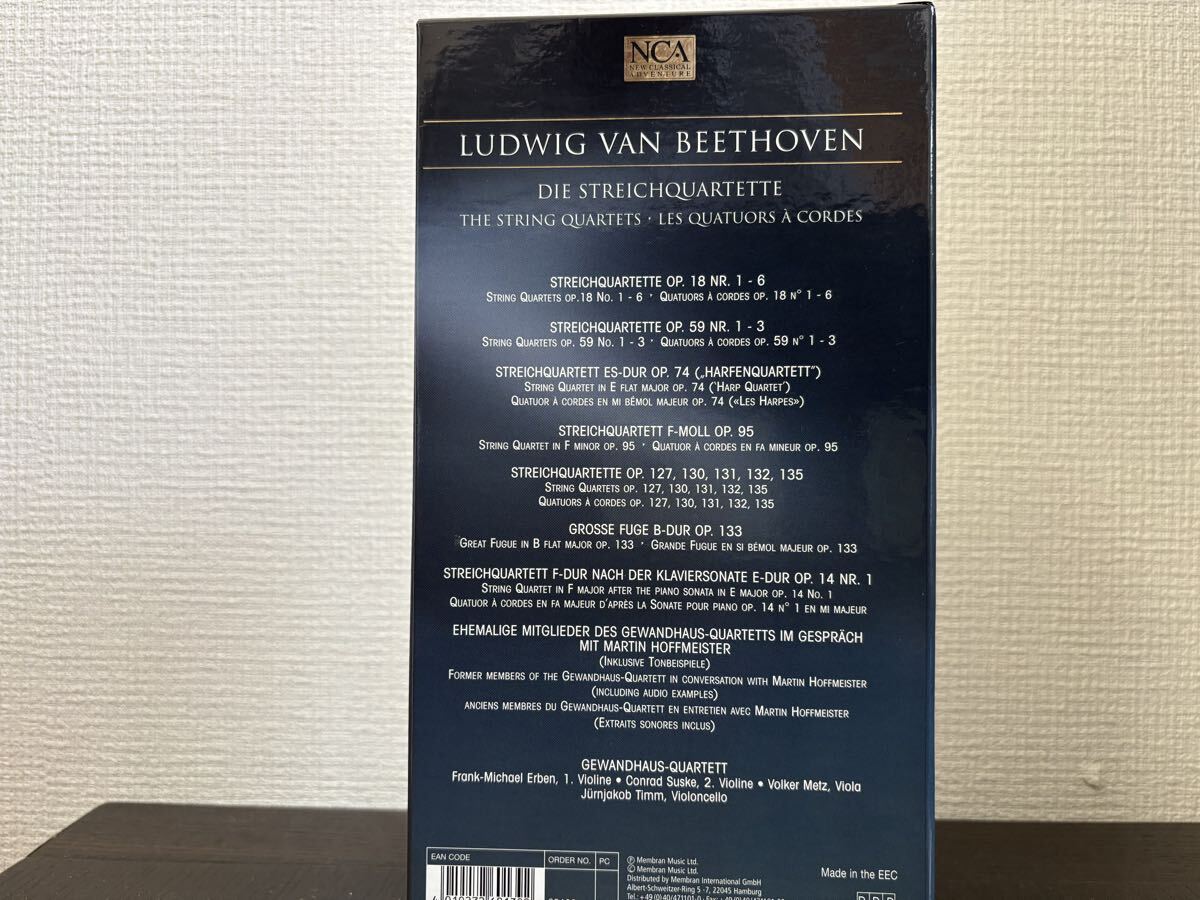 NCA
NEW CLASSICAL
ADVENTURE
LUDWIG VAN BEETHOVEN
DIE STREICHQUARTETTE
THE STRING QUARTETS · LES QUATUORS À CORDES
STREICHQUARTETTE OP. 18 NR. 1 - 6
STRING QUARTETS OP.18 NO. 1 - 6 · QUATUORS À CORDES OP. 18 N° 1 - 6
STREICHQUARTETTE OP. 59 NR. 1 - 3
STRING QUARTETS OP. 59 NO. 1 - 3 · QUATUORS À CORDES OP. 59 N° 1 - 3
STREICHQUARTETT ES-DUR OP. 74 („HARFENQUARTETT")
STRING QUARTET IN E FLAT MAJOR OP. 74 ('HARP QUARTET')
QUATUOR À CORDES EN MI BÉMOL MAJEUR OP. 74 («LES HARPES»)
STREICHQUARTETT F-MOLL OP. 95
STRING QUARTET IN F MINOR OP. 95 · QUATUOR À CORDES EN FA MINEUR OP. 95
STREICHQUARTETTE OP. 127, 130, 131, 132, 135
STRING QUARTETS OP. 127, 130, 131, 132, 135
QUATUORS À CORDES OP. 127, 130, 131, 132, 135
GROSSE FUGE B-DUR OP. 133
GREAT FUGUE IN B FLAT MAJOR OP. 133 · GRANDE FUGUE EN SI BÉMOL MAJEUR OP. 133
STREICHQUARTETT F-DUR NACH DER KLAVIERSONATE E-DUR OP. 14 NR. 1
STRING QUARTET IN F MAJOR AFTER THE PIANO SONATA IN E MAJOR OP. 14 NO. 1
QUATUOR À CORDES EN FA MAJEUR D'APRÈS LA SONATE POUR PIANO OP. 14 N° 1 EN MI MAJEUR
EHEMALIGE MITGLIEDER DES GEWANDHAUS-QUARTETTS IM GESPRÄCH
MIT MARTIN HOFFMEISTER
(INKLUSIVE TONBEISPIELE)
FORMER MEMBERS OF THE GEWANDHAUS-QUARTETT IN CONVERSATION WITH MARTIN HOFFMEISTER
(INCLUDING AUDIO EXAMPLES)
ANCIENS MEMBRES DU GEWANDHAUS-QUARTETT EN ENTRETIEN AVEC MARTIN HOFFMEISTER
(EXTRAITS SONORES INCLUS)
GEWANDHAUS-QUARTETT
Frank-Michael Erben, 1. Violine • Conrad Suske, 2. Violine • Volker Metz, Viola
Jürnjakob Timm, Violoncello
EAN CODE
ORDER NO.
PC
℗ Membran Music Ltd.
© Membran Music Ltd.
Distributed by Membran International GmbH
Albert-Schweitzer-Ring 5 -7, 22045 Hamburg
Made in the EEC